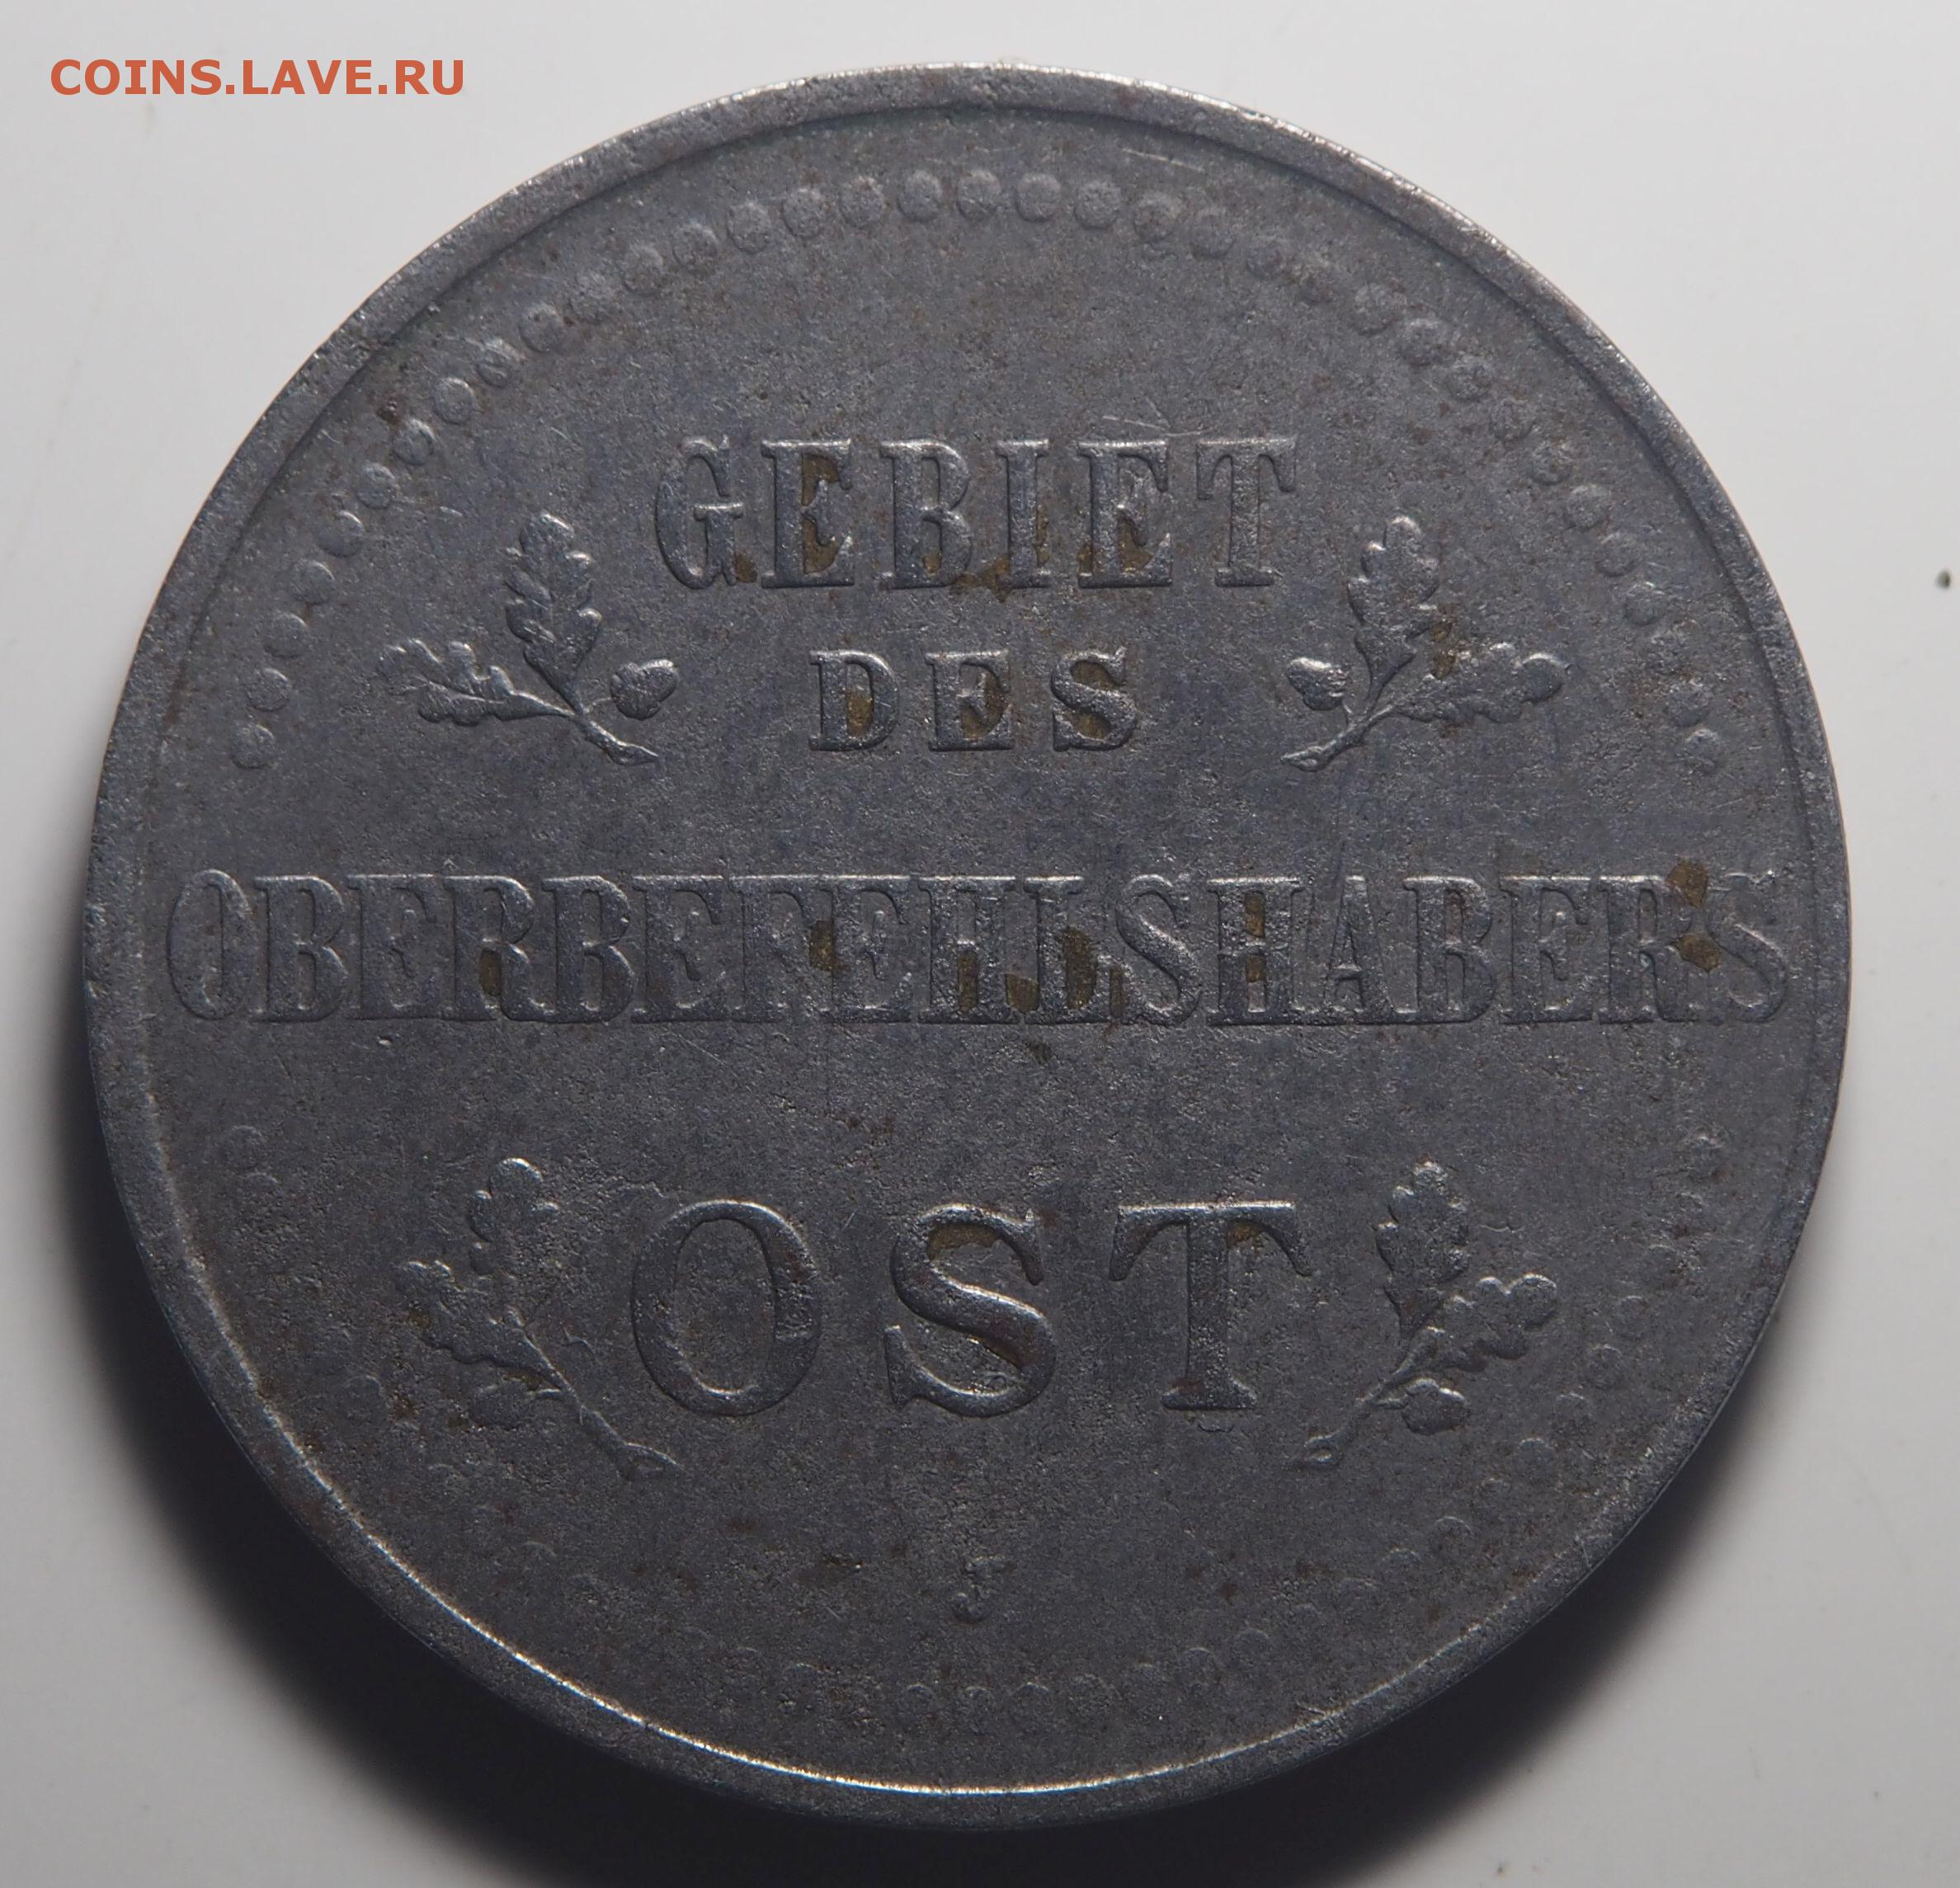 COINS.LAVE.RU
GEBIET
DES
OBERBEFEHLSHABERS
OST
J